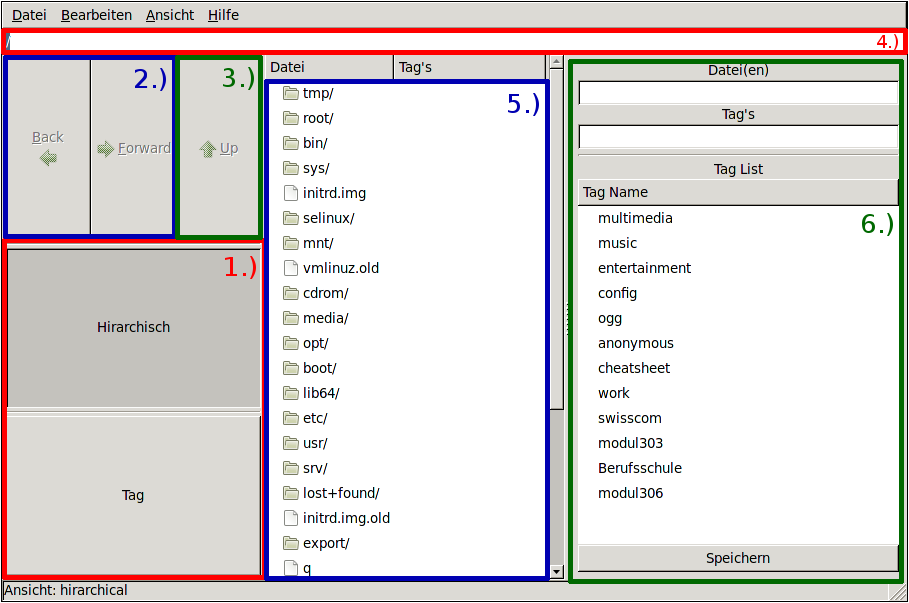 Datei Bearbeiten Ansicht Hilfe
/
4.)
2.)
3.)
Back
Forward
Up
1.)
Hirarchisch
Tag
Datei Tag's
5.)
tmp/
root/
bin/
sys/
initrd.img
selinux/
mnt/
vmlinuz.old
cdrom/
media/
opt/
boot/
lib64/
etc/
usr/
srv/
lost+found/
initrd.img.old
export/
q
Datei(en)
Tag's
Tag List
Tag Name
6.)
multimedia
music
entertainment
config
ogg
anonymous
cheatsheet
work
swisscom
modul303
Berufsschule
modul306
Speichern
Ansicht: hirarchical